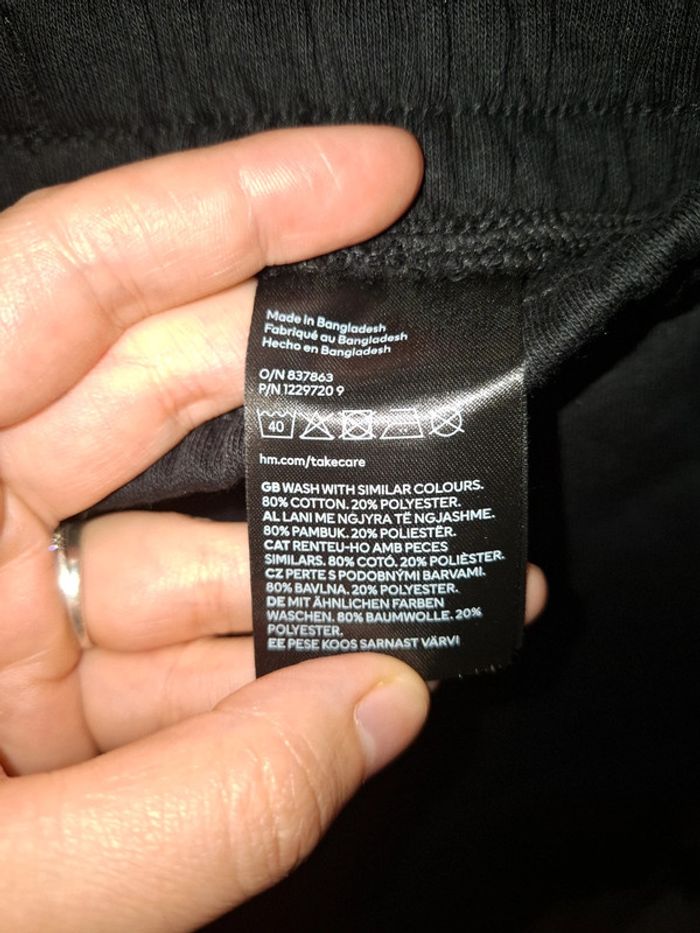 Made in Bangladesh
Fabriqué au Bangladesh
Hecho en Bangladesh
O/N 837863
P/N 1229720 9
40
hm.com/takecare
GB WASH WITH SIMILAR COLOURS.
80% COTTON. 20% POLYESTER.
AL LANI ME NGJYRA TË NGJASHME.
80% PAMBUK. 20% POLIESTËR.
CAT RENTEU-HO AMB PECES
SIMILARS. 80% COTÓ. 20% POLIÈSTER.
CZ PERTE S PODOBNÝMI BARVAMI.
80% BAVLNA. 20% POLYESTER.
DE MIT ÄHNLICHEN FARBEN
WASCHEN. 80% BAUMWOLLE. 20%
POLYESTER.
EE PESE KOOS SARNAST VÄRVI